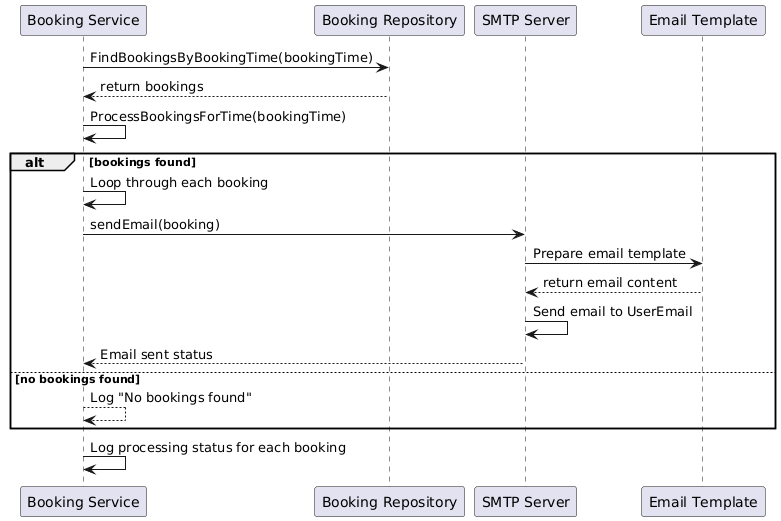 Booking Service Booking Repository SMTP Server Email Template
FindBookingsByBookingTime(bookingTime)
return bookings
ProcessBookingsForTime(bookingTime)
alt [bookings found]
Loop through each booking
sendEmail(booking)
Prepare email template
return email content
Send email to UserEmail
Email sent status
[no bookings found]
Log "No bookings found"
Log processing status for each booking
Booking Service Booking Repository SMTP Server Email Template